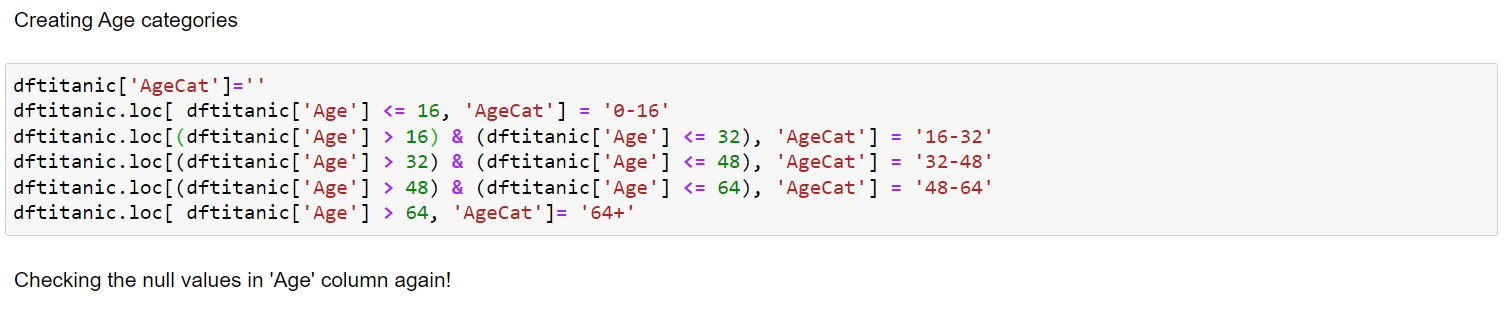 Creating Age categories
dftitanic['AgeCat']=''
dftitanic.loc[ dftitanic['Age'] <= 16, 'AgeCat'] = '0-16'
dftitanic.loc[(dftitanic['Age'] > 16) & (dftitanic['Age'] <= 32), 'AgeCat'] = '16-32'
dftitanic.loc[(dftitanic['Age'] > 32) & (dftitanic['Age'] <= 48), 'AgeCat'] = '32-48'
dftitanic.loc[(dftitanic['Age'] > 48) & (dftitanic['Age'] <= 64), 'AgeCat'] = '48-64'
dftitanic.loc[ dftitanic['Age'] > 64, 'AgeCat']= '64+'
Checking the null values in 'Age' column again!